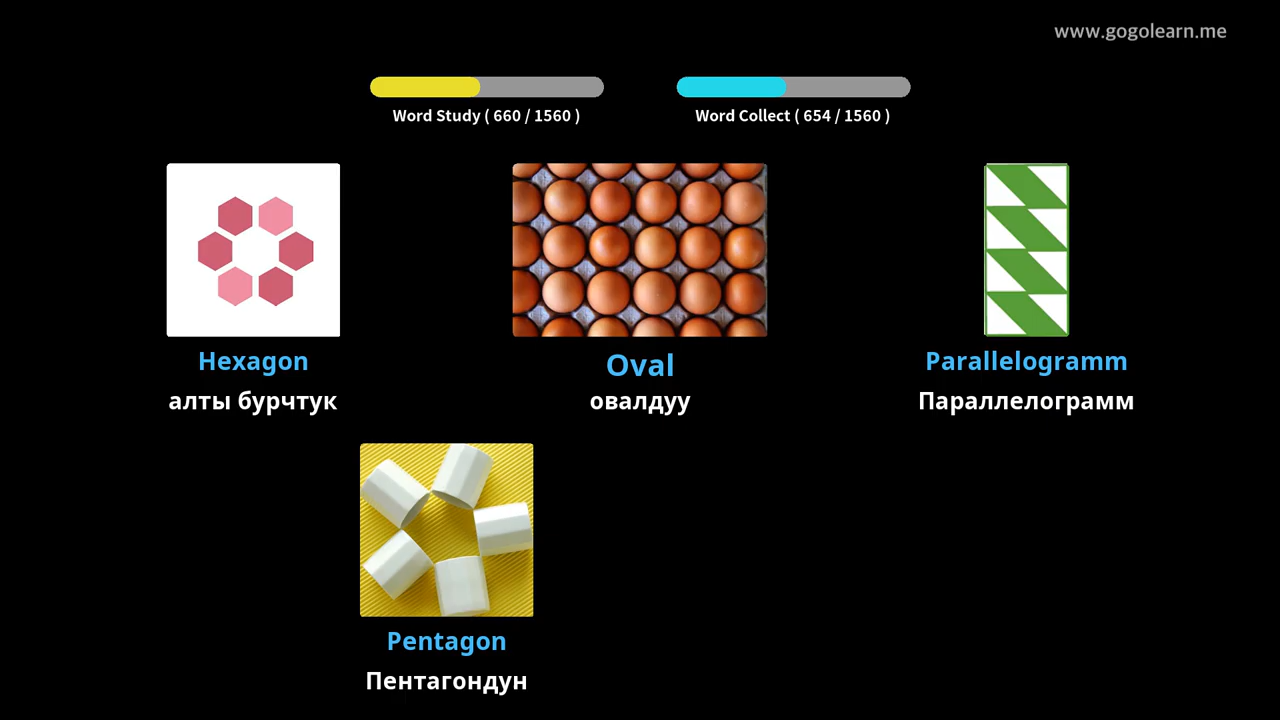 www.gogolearn.me
Word Study ( 660 / 1560 )
Word Collect ( 654 / 1560 )
Hexagon
алты бурчтук
Oval
овалдуу
Parallelogramm
Параллелограмм
Pentagon
Пентагондун